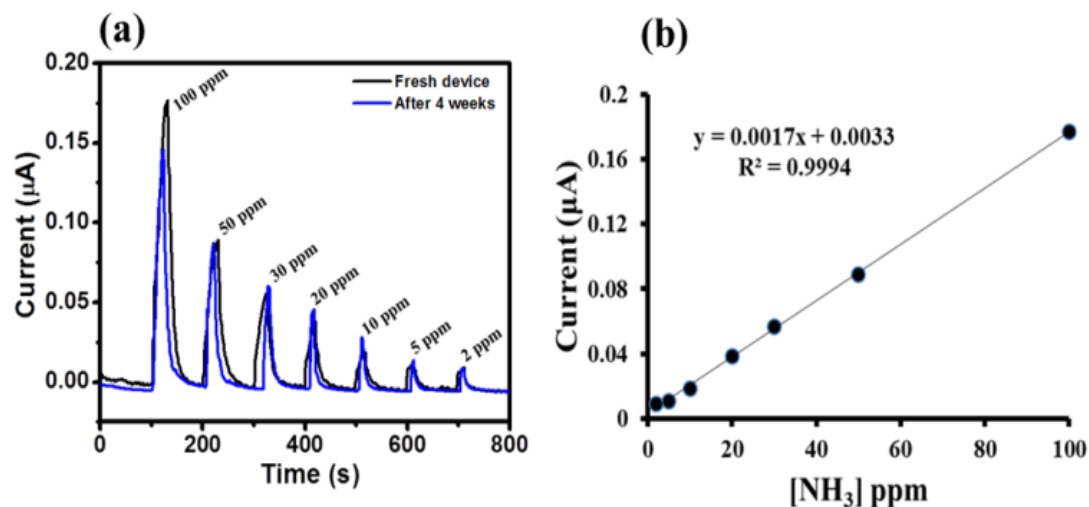 (a)
Fresh device
After 4 weeks
100 ppm
50 ppm
30 ppm
20 ppm
10 ppm
5 ppm
2 ppm
0.20
0.15
0.10
0.05
0.00
Current (μA)
0 200 400 600 800
Time (s)
(b)
y = 0.0017x + 0.0033
R² = 0.9994
0.2
0.16
0.12
0.08
0.04
0
Current (μA)
0 20 40 60 80 100
[NH₃] ppm